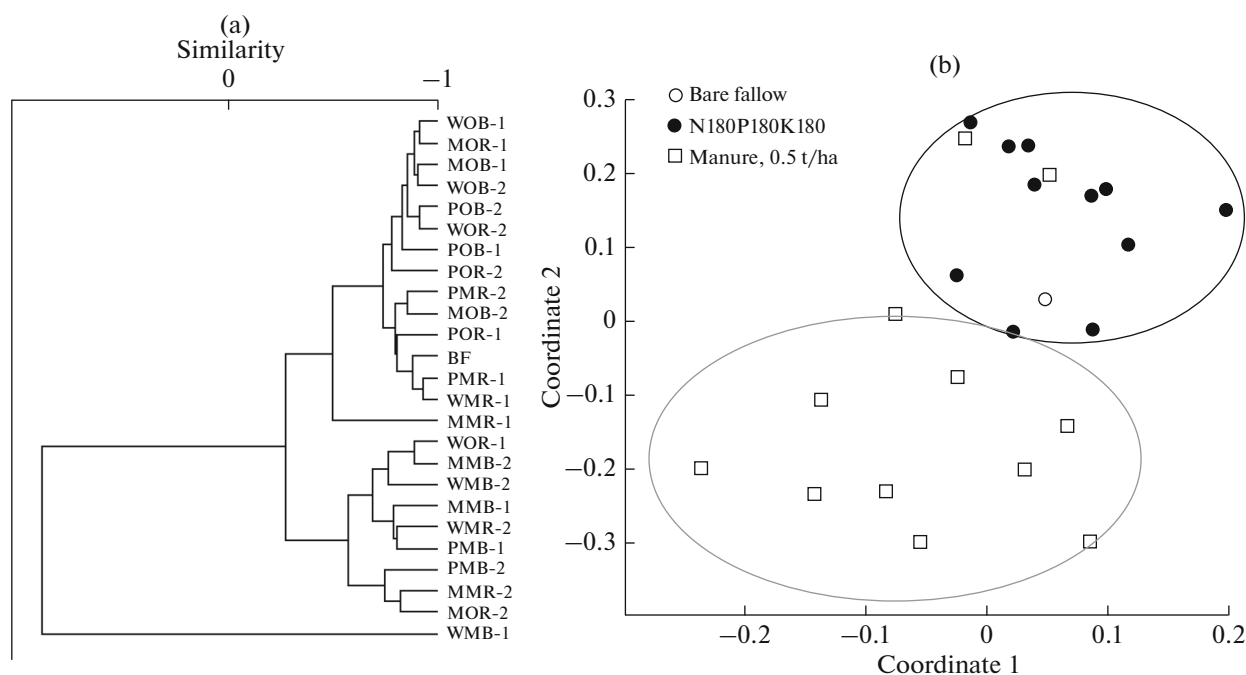 (a)
Similarity
0 −1
WOB-1
MOR-1
MOB-1
WOB-2
POB-2
WOR-2
POB-1
POR-2
PMR-2
MOB-2
POR-1
BF
PMR-1
WMR-1
MMR-1
WOR-1
MMB-2
WMB-2
MMB-1
WMR-2
PMB-1
PMB-2
MMR-2
MOR-2
WMB-1
(b)
Bare fallow
N180P180K180
Manure, 0.5 t/ha
Coordinate 2
0.3
0.2
0.1
0
−0.1
−0.2
−0.3
−0.2 −0.1 0 0.1 0.2
Coordinate 1